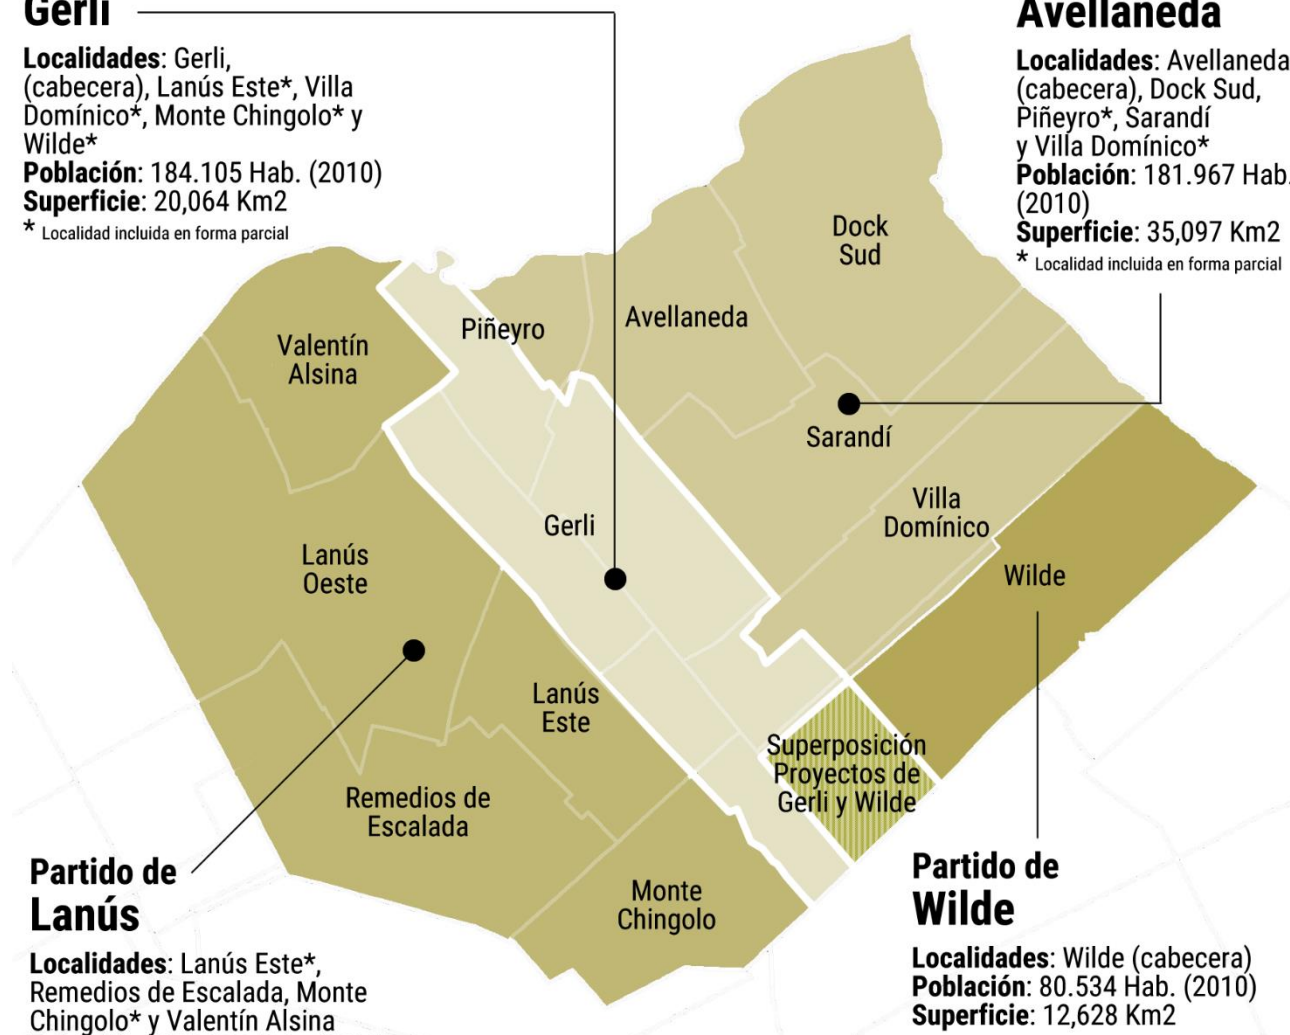 Gerli
Localidades: Gerli,
(cabecera), Lanús Este*, Villa
Domínico*, Monte Chingolo* y
Wilde*
Población: 184.105 Hab. (2010)
Superficie: 20,064 Km2
* Localidad incluida en forma parcial
Avellaneda
Localidades: Avellaneda
(cabecera), Dock Sud,
Piñeyro*, Sarandí
y Villa Domínico*
Población: 181.967 Hab.
(2010)
Superficie: 35,097 Km2
* Localidad incluida en forma parcial
Dock
Sud
Avellaneda
Piñeyro
Valentín
Alsina
Sarandí
Villa
Domínico
Gerli
Lanús
Oeste
Wilde
Lanús
Este
Superposición
Proyectos de
Gerli y Wilde
Remedios de
Escalada
Monte
Chingolo
Partido de
Lanús
Localidades: Lanús Este*,
Remedios de Escalada, Monte
Chingolo* y Valentín Alsina
Partido de
Wilde
Localidades: Wilde (cabecera)
Población: 80.534 Hab. (2010)
Superficie: 12,628 Km2